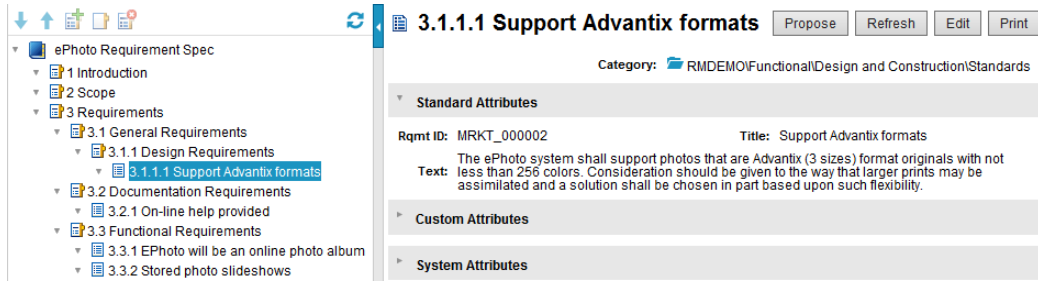 ePhoto Requirement Spec
1 Introduction
2 Scope
3 Requirements
3.1 General Requirements
3.1.1 Design Requirements
3.1.1.1 Support Advantix formats
3.2 Documentation Requirements
3.2.1 On-line help provided
3.3 Functional Requirements
3.3.1 EPhoto will be an online photo album
3.3.2 Stored photo slideshows
3.1.1.1 Support Advantix formats Propose Refresh Edit Print
Category: RMDEMO\Functional\Design and Construction\Standards
Standard Attributes
Rqmt ID: MRKT_000002 Title: Support Advantix formats
Text: The ePhoto system shall support photos that are Advantix (3 sizes) format originals with not
less than 256 colors. Consideration should be given to the way that larger prints may be
assimilated and a solution shall be chosen in part based upon such flexibility.
Custom Attributes
System Attributes